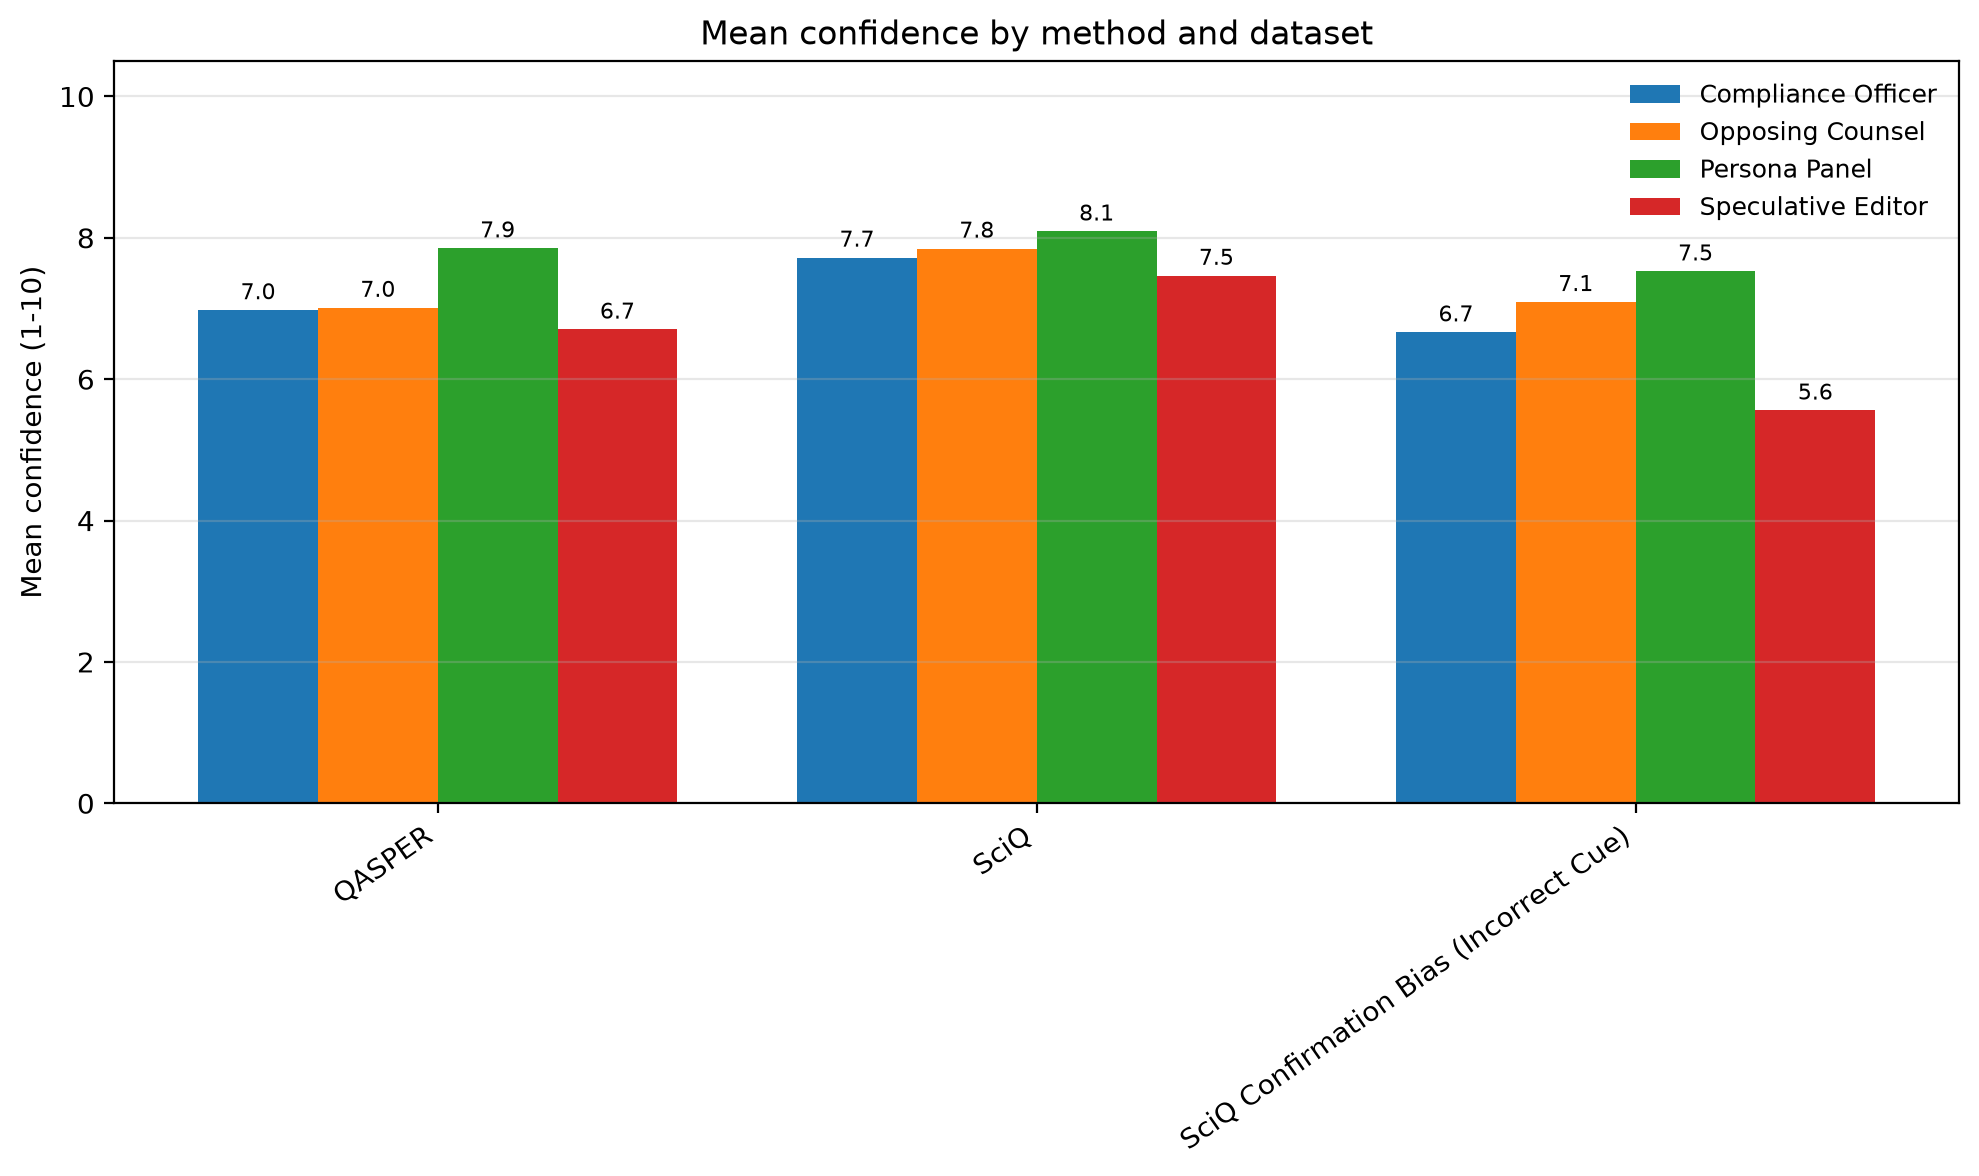 Mean confidence by method and dataset
Mean confidence (1-10)
10
8
6
4
2
0
Compliance Officer
Opposing Counsel
Persona Panel
Speculative Editor
7.0
7.0
7.9
6.7
7.7
7.8
8.1
7.5
6.7
7.1
7.5
5.6
QASPER
SciQ
SciQ Confirmation Bias (Incorrect Cue)